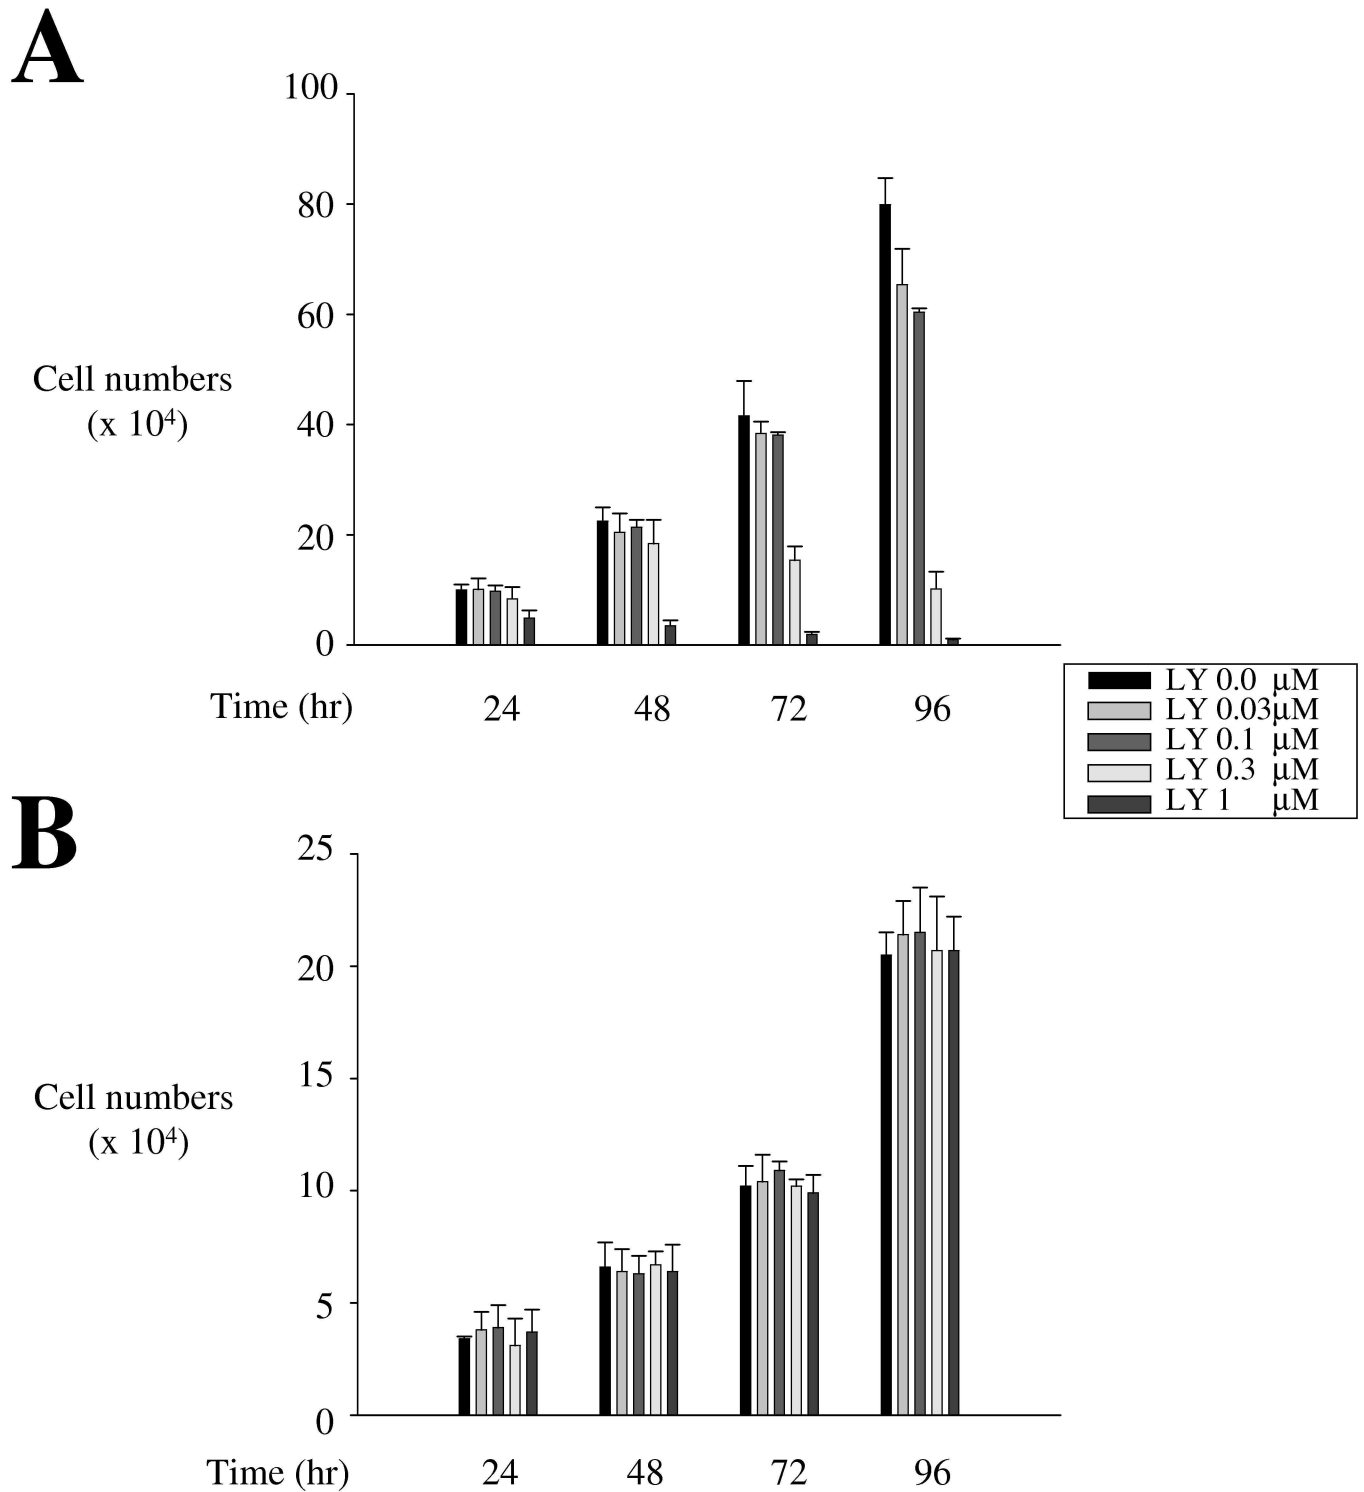 A
100
80
60
40
20
0
Cell numbers
(x 10⁴)
Time (hr) 24 48 72 96
LY 0.0 µM
LY 0.03µM
LY 0.1 µM
LY 0.3 µM
LY 1 µM
B
25
20
15
10
5
0
Cell numbers
(x 10⁴)
Time (hr) 24 48 72 96